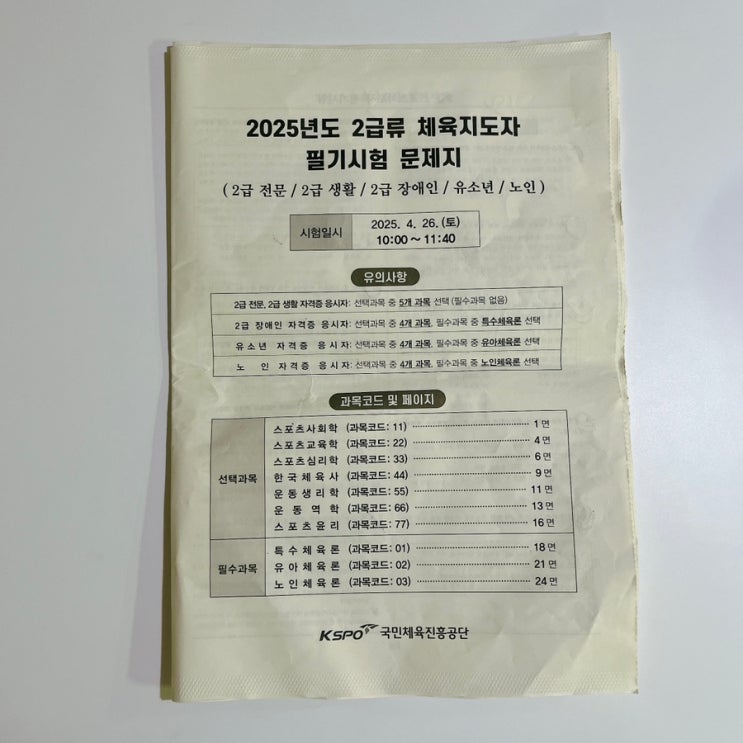 2025년도 2급류 체육지도자
필기시험 문제지
( 2급 전문 / 2급 생활 / 2급 장애인 / 유소년 / 노인 )
시험일시
2025. 4. 26. (토)
10:00 ~ 11:40
유의사항
2급 전문, 2급 생활 자격증 응시자: 선택과목 중 5개 과목 선택 (필수과목 없음)
2급 장애인 자격증 응시자: 선택과목 중 4개 과목, 필수과목 중 특수체육론 선택
유소년 자격증 응시자: 선택과목 중 4개 과목, 필수과목 중 유아체육론 선택
노인 자격증 응시자: 선택과목 중 4개 과목, 필수과목 중 노인체육론 선택
과목코드 및 페이지
선택과목
스포츠사회학 (과목코드: 11) 1 면
스포츠교육학 (과목코드: 22) 4 면
스포츠심리학 (과목코드: 33) 6 면
한국체육사 (과목코드: 44) 9 면
운동생리학 (과목코드: 55) 11 면
운동역학 (과목코드: 66) 13 면
스포츠윤리 (과목코드: 77) 16 면
필수과목
특수체육론 (과목코드: 01) 18 면
유아체육론 (과목코드: 02) 21 면
노인체육론 (과목코드: 03) 24 면
KSPO 국민체육진흥공단